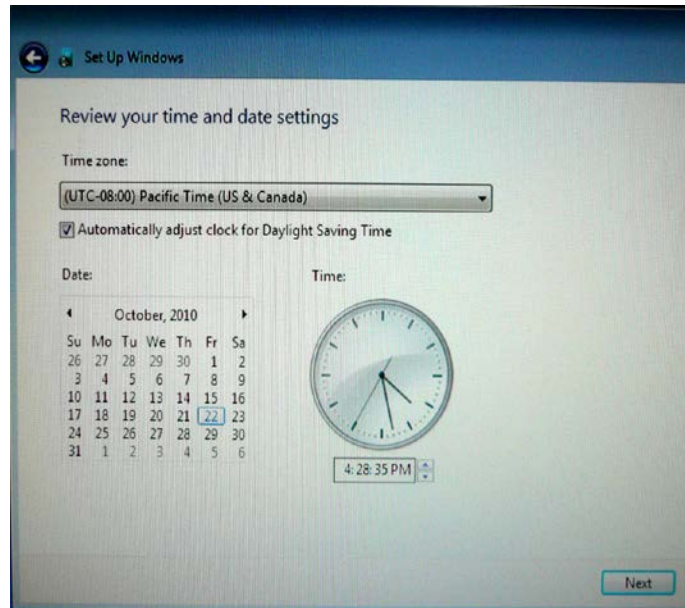 Set Up Windows
Review your time and date settings
Time zone:
(UTC-08:00) Pacific Time (US & Canada)
Automatically adjust clock for Daylight Saving Time
Date:
Time:
October, 2010
Su Mo Tu We Th Fr Sa
26 27 28 29 30 1 2
3 4 5 6 7 8 9
10 11 12 13 14 15 16
17 18 19 20 21 22 23
24 25 26 27 28 29 30
31 1 2 3 4 5 6
4:28:35 PM
Next